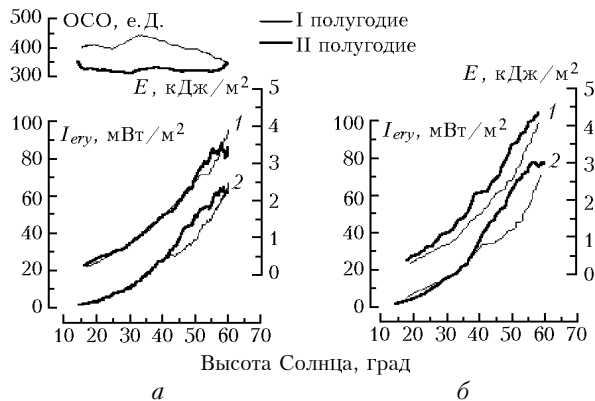 500 ОСО, е.Д.
400
300
I полугодие
II полугодие
E, кДж/м²
5
4
3
2
1
0
I_ery, мВт/м²
100
80
60
40
20
0
1
2
10 20 30 40 50 60 70
E, кДж/м²
5
4
3
2
1
0
I_ery, мВт/м²
100
80
60
40
20
0
1
2
10 20 30 40 50 60 70
Высота Солнца, град
а
б